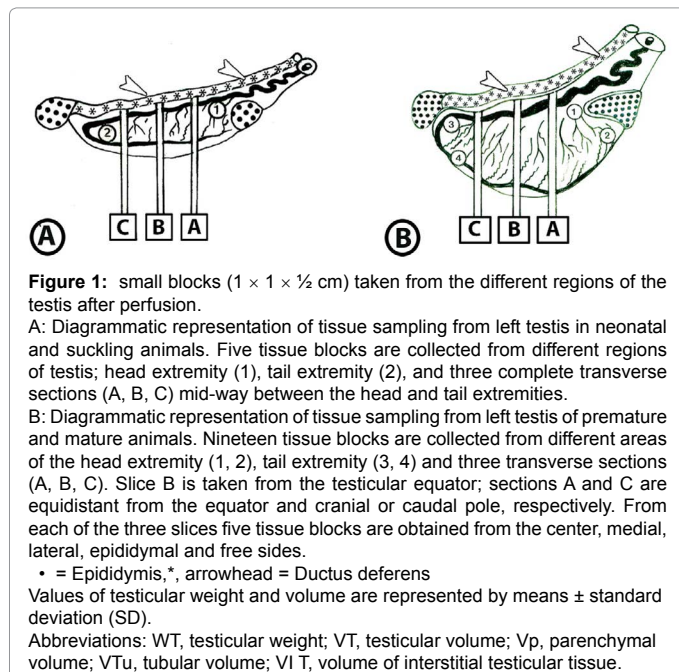 1
2
C B A
A
3
4
1
2
C B A
B
Figure 1: small blocks (1 × 1 × ½ cm) taken from the different regions of the
testis after perfusion.
A: Diagrammatic representation of tissue sampling from left testis in neonatal
and suckling animals. Five tissue blocks are collected from different regions
of testis; head extremity (1), tail extremity (2), and three complete transverse
sections (A, B, C) mid-way between the head and tail extremities.
B: Diagrammatic representation of tissue sampling from left testis of premature
and mature animals. Nineteen tissue blocks are collected from different areas
of the head extremity (1, 2), tail extremity (3, 4) and three transverse sections
(A, B, C). Slice B is taken from the testicular equator; sections A and C are
equidistant from the equator and cranial or caudal pole, respectively. From
each of the three slices five tissue blocks are obtained from the center, medial,
lateral, epididymal and free sides.
• = Epididymis,*, arrowhead = Ductus deferens
Values of testicular weight and volume are represented by means ± standard
deviation (SD).
Abbreviations: WT, testicular weight; VT, testicular volume; Vp, parenchymal
volume; VTu, tubular volume; VI T, volume of interstitial testicular tissue.